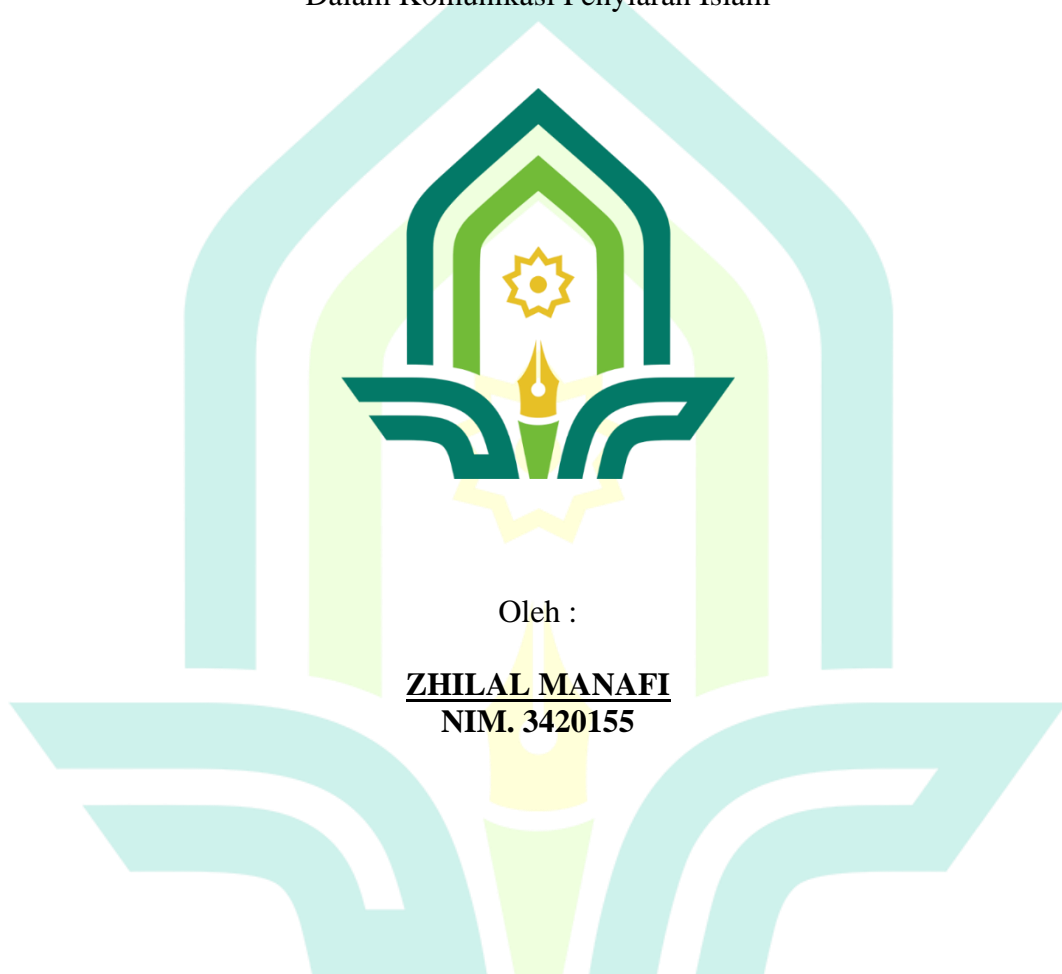 Dalam Komunikasi Penyiaran Islam
Oleh :
ZHILAL MANAFI
NIM. 3420155